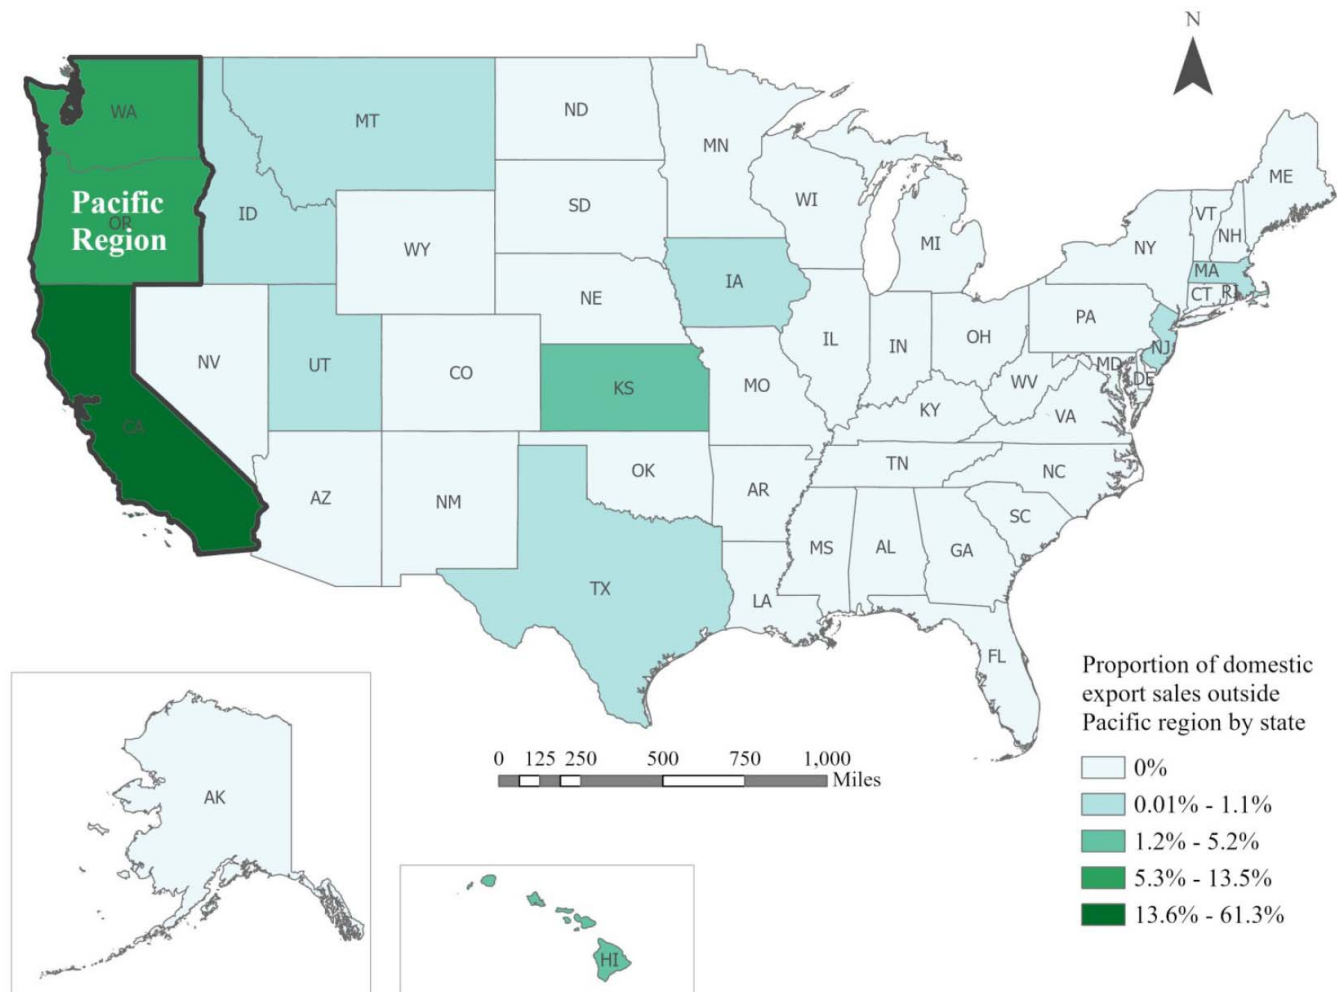 N
WA
MT
ND
MN
ME
Pacific
OR
Region
ID
SD
WI
VT
NH
WY
MI
NY
IA
MA
NE
CT
RI
PA
NV
UT
CO
IL
IN
OH
NJ
KS
MO
WV
MD
DE
CA
KY
VA
AZ
NM
OK
TN
NC
AR
SC
MS
AL
GA
TX
LA
FL
Proportion of domestic
export sales outside
Pacific region by state
0%
0.01% - 1.1%
1.2% - 5.2%
5.3% - 13.5%
13.6% - 61.3%
0 125 250 500 750 1,000
Miles
AK
HI